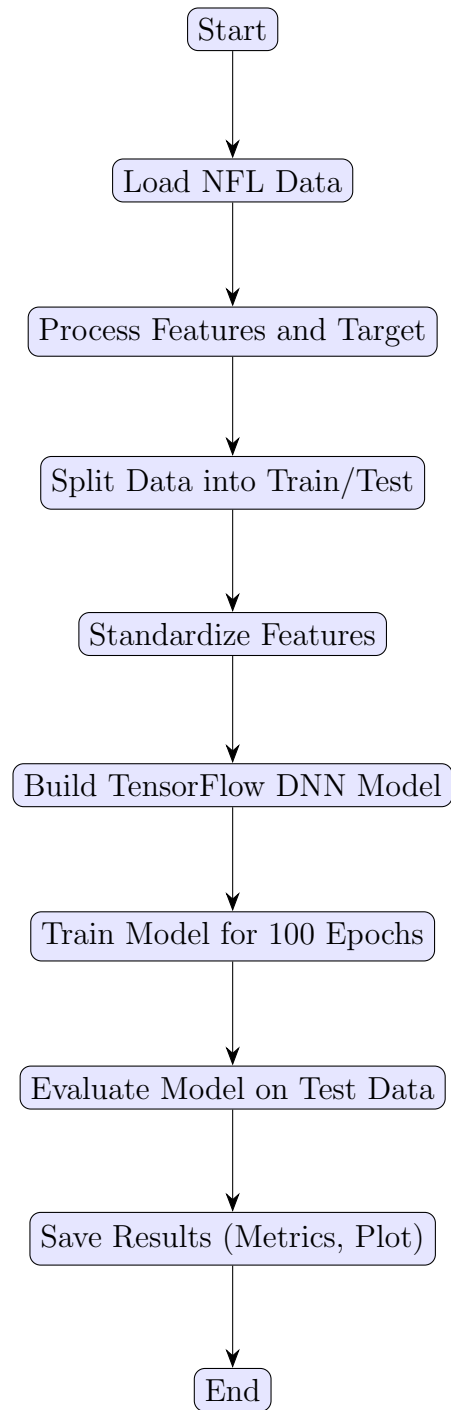 Start
Load NFL Data
Process Features and Target
Split Data into Train/Test
Standardize Features
Build TensorFlow DNN Model
Train Model for 100 Epochs
Evaluate Model on Test Data
Save Results (Metrics, Plot)
End